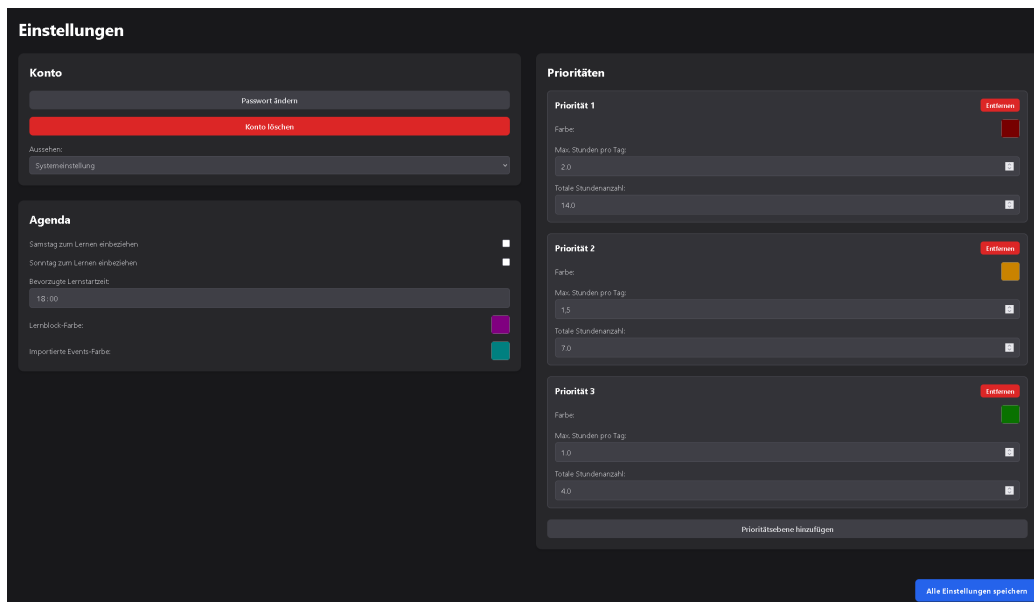 Einstellungen
Konto
Passwort ändern
Konto löschen
Aussehen:
Systemeinstellung
Agenda
Samstag zum Lernen einbeziehen
Sonntag zum Lernen einbeziehen
Bevorzugte Lernstartzeit:
18:00
Lernblock-Farbe:
Importierte Events-Farbe:
Prioritäten
Priorität 1
Entfernen
Farbe:
Max. Stunden pro Tag:
2.0
Totale Stundenanzahl:
14.0
Priorität 2
Entfernen
Farbe:
Max. Stunden pro Tag:
1.5
Totale Stundenanzahl:
7.0
Priorität 3
Entfernen
Farbe:
Max. Stunden pro Tag:
1.0
Totale Stundenanzahl:
4.0
Prioritätsebene hinzufügen
Alle Einstellungen speichern